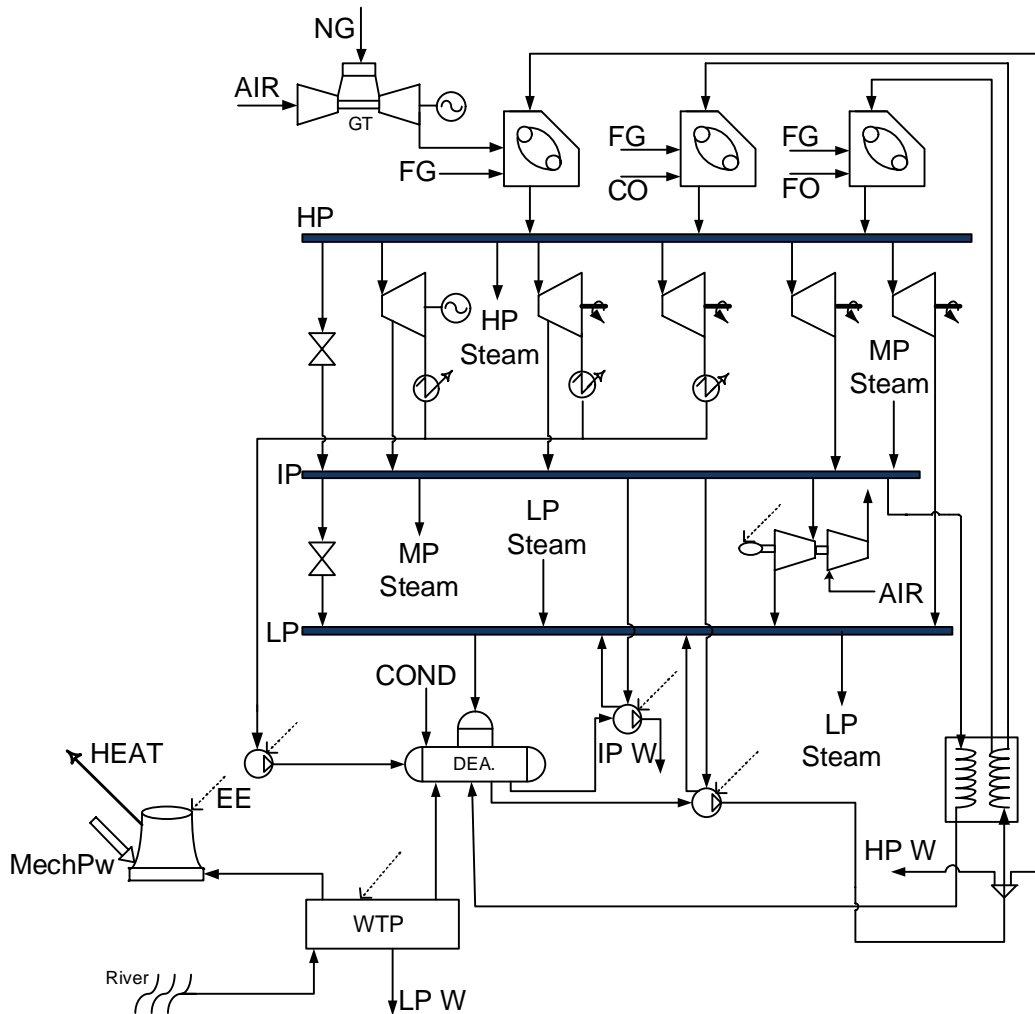 NG
AIR
GT
FG
FG
CO
FG
FO
HP
HP
Steam
MP
Steam
IP
MP
Steam
LP
Steam
AIR
LP
COND
DEA.
IP W
LP
Steam
HEAT
EE
MechPw
HP W
WTP
River
LP W